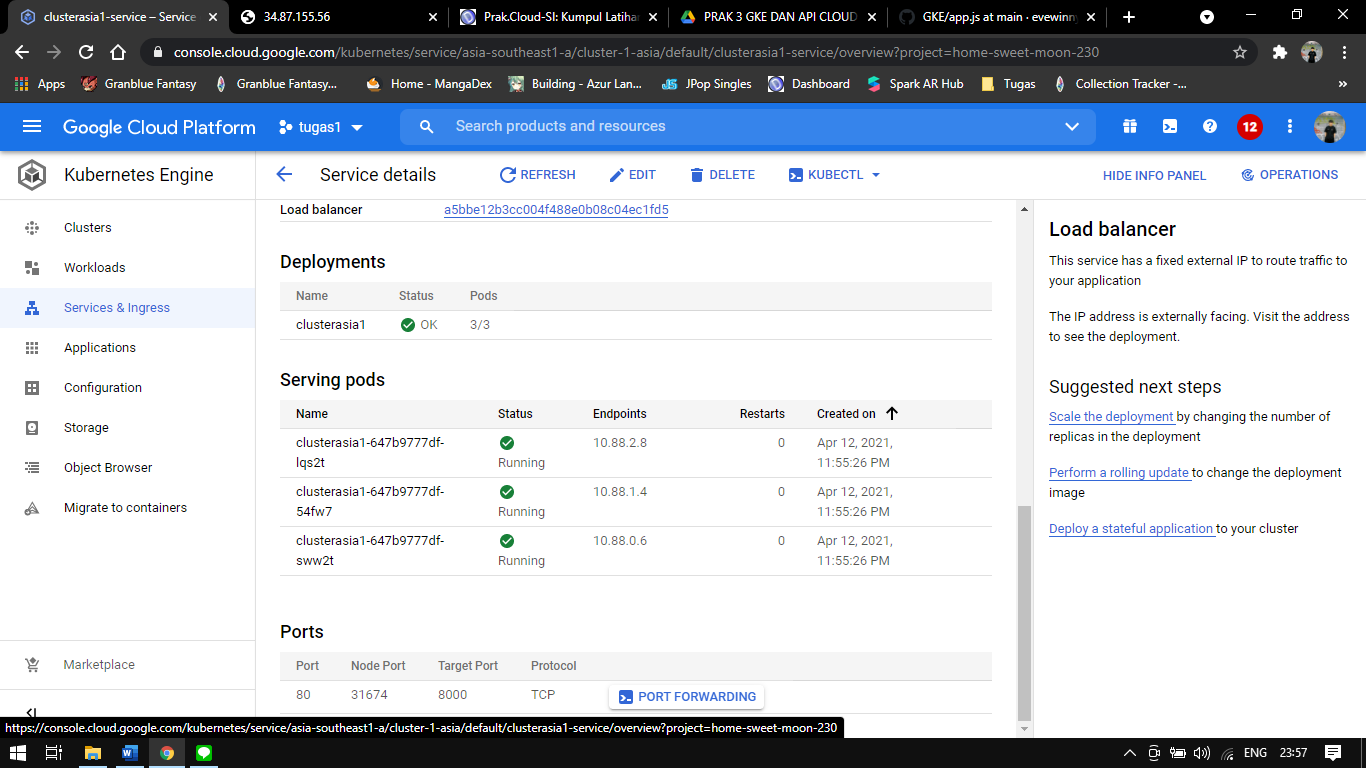 clusterasia1-service – Service
34.87.155.56
Prak.Cloud-SI: Kumpul Latiha
PRAK 3 GKE DAN API CLOUD
GKE/app.js at main · evewinm
console.cloud.google.com/kubernetes/service/asia-southeast1-a/cluster-1-asia/default/clusterasia1-service/overview?project=home-sweet-moon-230
Apps
Granblue Fantasy
Granblue Fantasy...
Home - MangaDex
Building - Azur Lan...
JPop Singles
Dashboard
Spark AR Hub
Tugas
Collection Tracker -...
»
Google Cloud Platform
tugas1
Search products and resources
12
Kubernetes Engine
Service details
REFRESH
EDIT
DELETE
KUBECTL
HIDE INFO PANEL
OPERATIONS
Clusters
Workloads
Services & Ingress
Applications
Configuration
Storage
Object Browser
Migrate to containers
Marketplace
Load balancer a5bbe12b3cc004f488e0b08c04ec1fd5
Deployments
Name Status Pods
clusterasia1 OK 3/3
Serving pods
Name Status Endpoints Restarts Created on
clusterasia1-647b9777df- 10.88.2.8 0 Apr 12, 2021,
lqs2t Running 11:55:26 PM
clusterasia1-647b9777df- 10.88.1.4 0 Apr 12, 2021,
54fw7 Running 11:55:26 PM
clusterasia1-647b9777df- 10.88.0.6 0 Apr 12, 2021,
sww2t Running 11:55:26 PM
Ports
Port Node Port Target Port Protocol
80 31674 8000 TCP PORT FORWARDING
Load balancer
This service has a fixed external IP to route traffic to
your application
The IP address is externally facing. Visit the address
to see the deployment.
Suggested next steps
Scale the deployment by changing the number of
replicas in the deployment
Perform a rolling update to change the deployment
image
Deploy a stateful application to your cluster
https://console.cloud.google.com/kubernetes/service/asia-southeast1-a/cluster-1-asia/default/clusterasia1-service/overview?project=home-sweet-moon-230
ENG
23:57